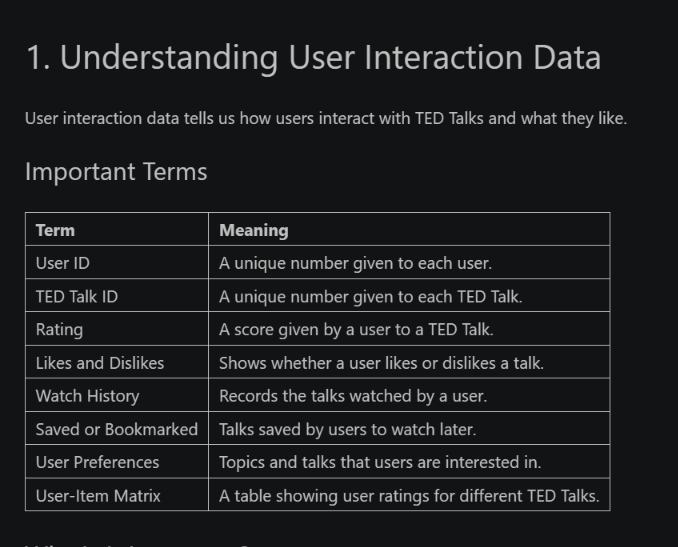 1. Understanding User Interaction Data
User interaction data tells us how users interact with TED Talks and what they like.
Important Terms
Term Meaning
User ID A unique number given to each user.
TED Talk ID A unique number given to each TED Talk.
Rating A score given by a user to a TED Talk.
Likes and Dislikes Shows whether a user likes or dislikes a talk.
Watch History Records the talks watched by a user.
Saved or Bookmarked Talks saved by users to watch later.
User Preferences Topics and talks that users are interested in.
User-Item Matrix A table showing user ratings for different TED Talks.